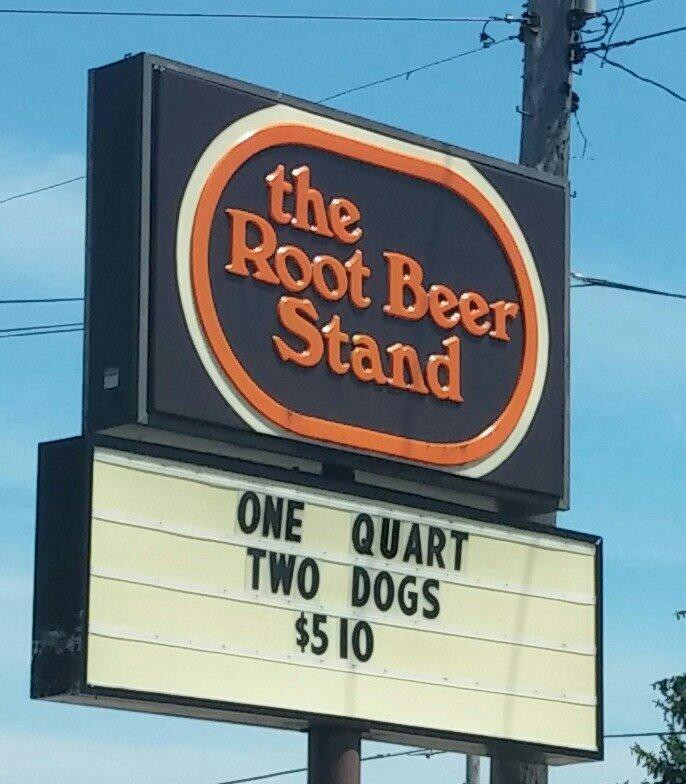 the
Root Beer
Stand
ONE QUART
TWO DOGS
$5 10